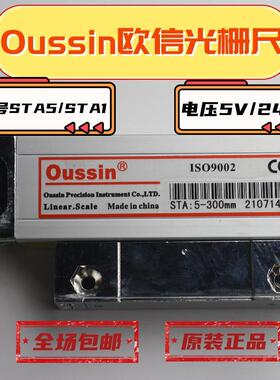 Oussin欧信光栅尺
号STA5/STA1
电压5V/24
Oussin®
ISO9002
Oussin Precision Instrument Co.,LTD.
Linear.Scale Made in china
STA:5-300mm 210714
全场包邮
原装正品